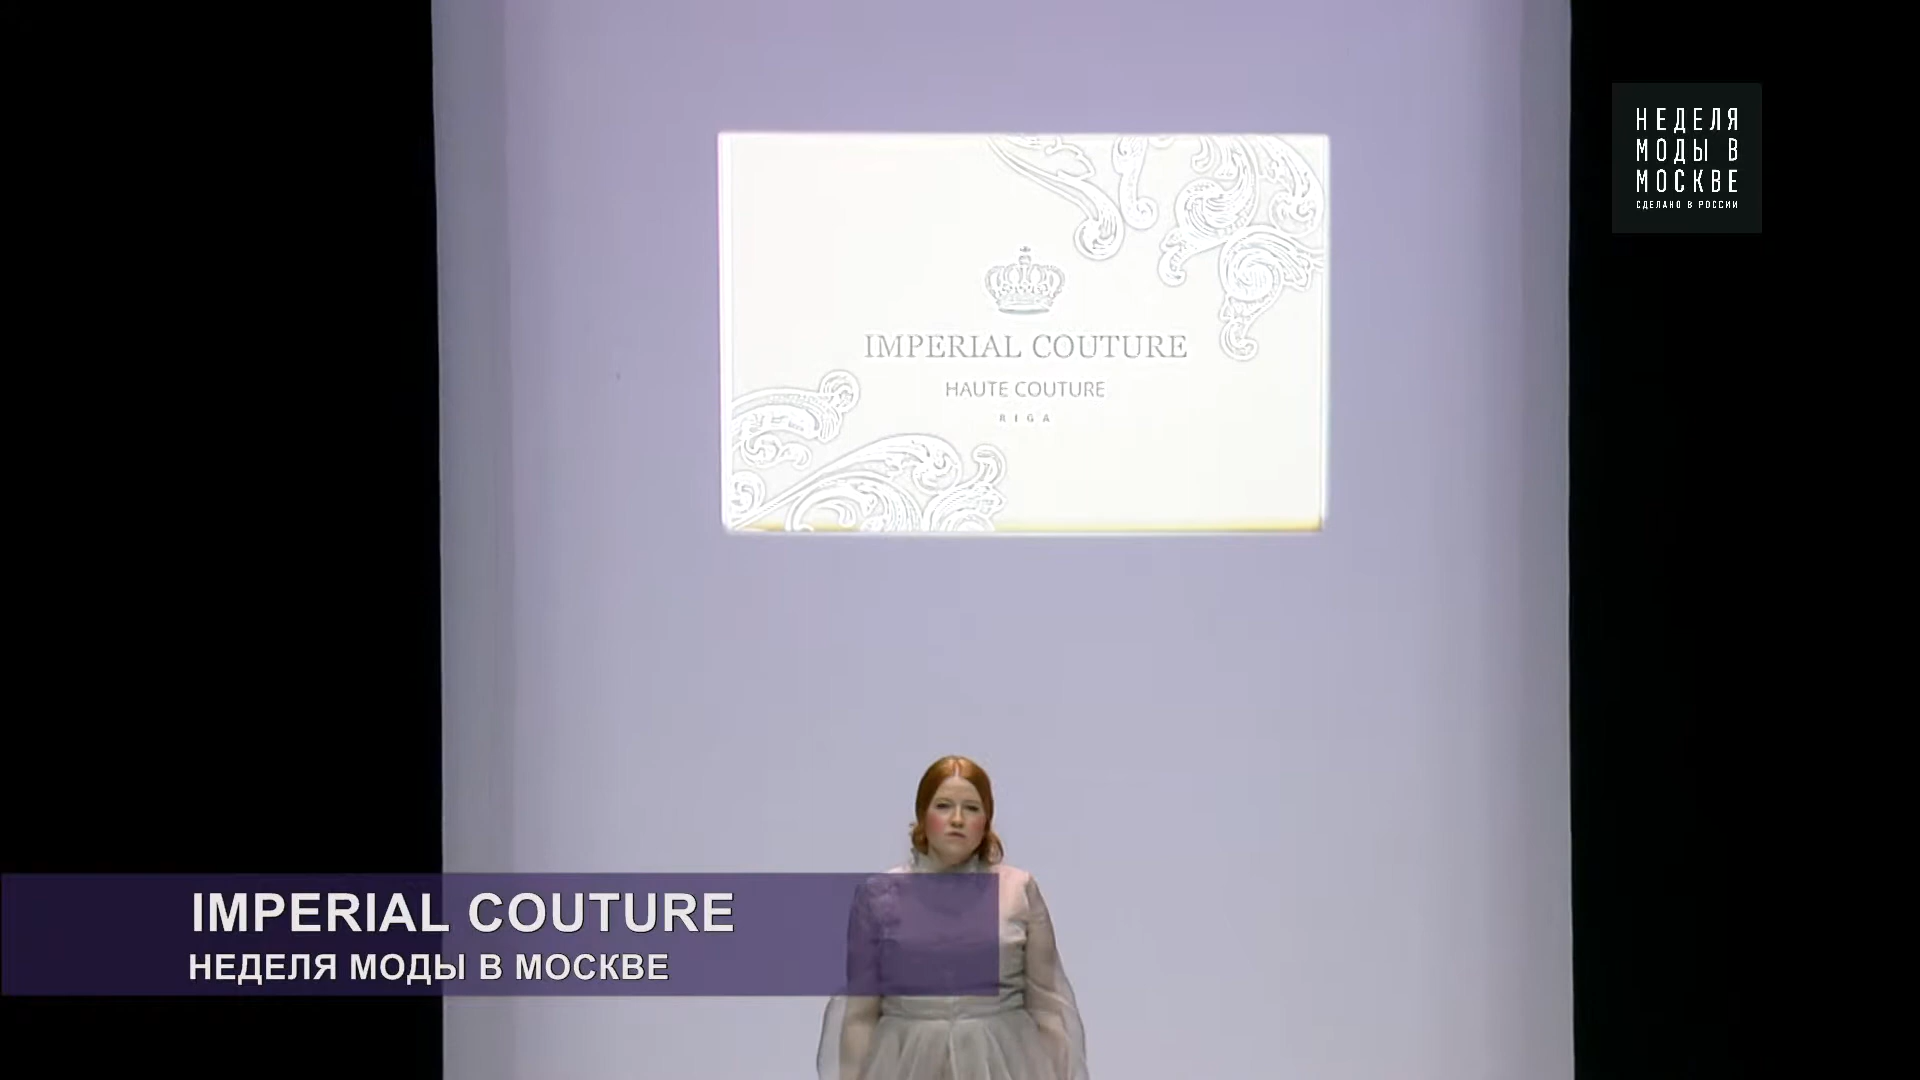 НЕДЕЛЯ
МОДЫ В
МОСКВЕ
СДЕЛАНО В РОССИИ
IMPERIAL COUTURE
HAUTE COUTURE
RIGA
IMPERIAL COUTURE
НЕДЕЛЯ МОДЫ В МОСКВЕ